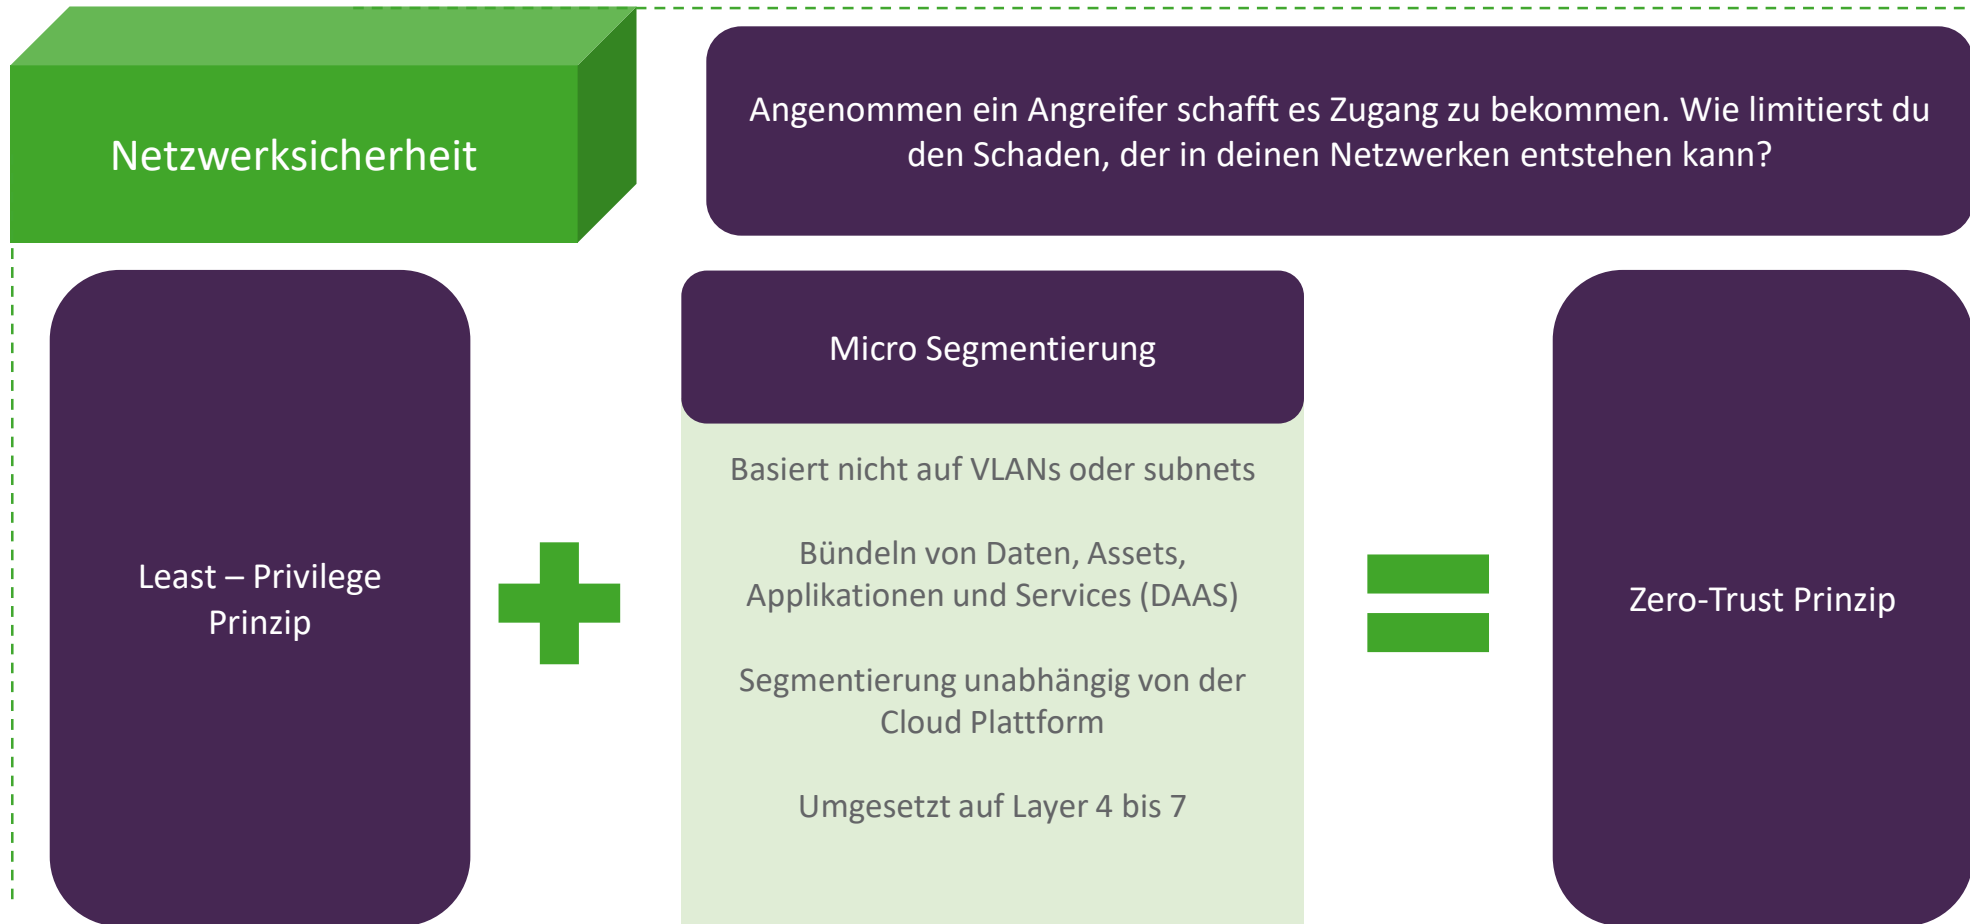 Netzwerksicherheit
Angenommen ein Angreifer schafft es Zugang zu bekommen. Wie limitierst du
den Schaden, der in deinen Netzwerken entstehen kann?
Least – Privilege
Prinzip
Micro Segmentierung
Basiert nicht auf VLANs oder subnets
Bündeln von Daten, Assets,
Applikationen und Services (DAAS)
Segmentierung unabhängig von der
Cloud Plattform
Umgesetzt auf Layer 4 bis 7
Zero-Trust Prinzip